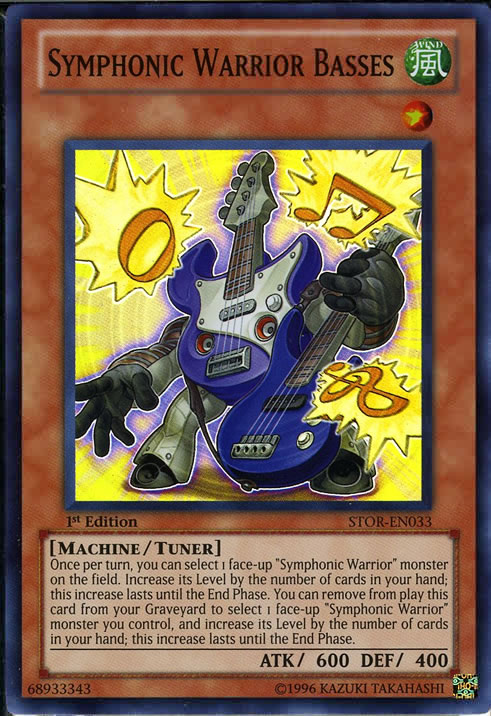 SYMPHONIC WARRIOR BASSES
WIND
風
1st Edition
STOR-EN033
[MACHINE/TUNER]
Once per turn, you can select 1 face-up "Symphonic Warrior" monster
on the field. Increase its Level by the number of cards in your hand;
this increase lasts until the End Phase. You can remove from play this
card from your Graveyard to select 1 face-up "Symphonic Warrior"
monster you control, and increase its Level by the number of cards
in your hand; this increase lasts until the End Phase.
ATK/ 600 DEF/ 400
68933343
©1996 KAZUKI TAKAHASHI